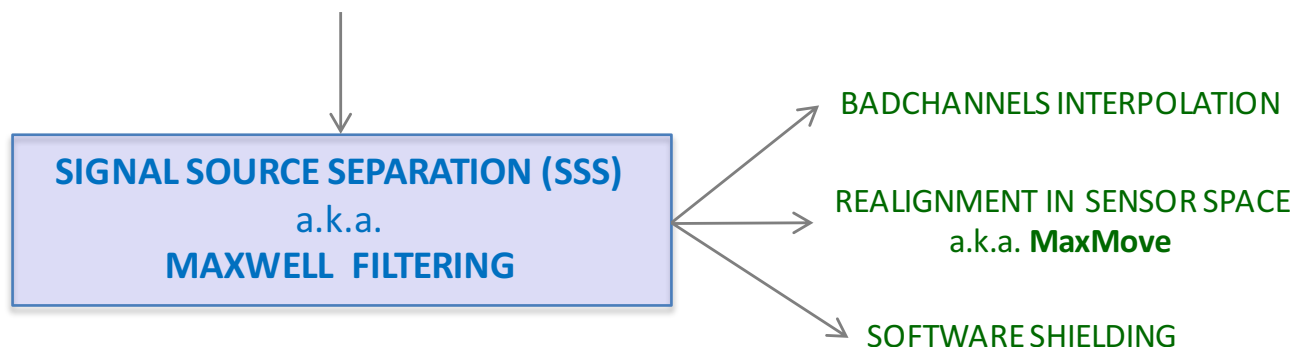 BADCHANNELS INTERPOLATION
SIGNAL SOURCE SEPARATION (SSS)
a.k.a.
MAXWELL FILTERING
REALIGNMENT IN SENSOR SPACE
a.k.a. MaxMove
SOFTWARE SHIELDING